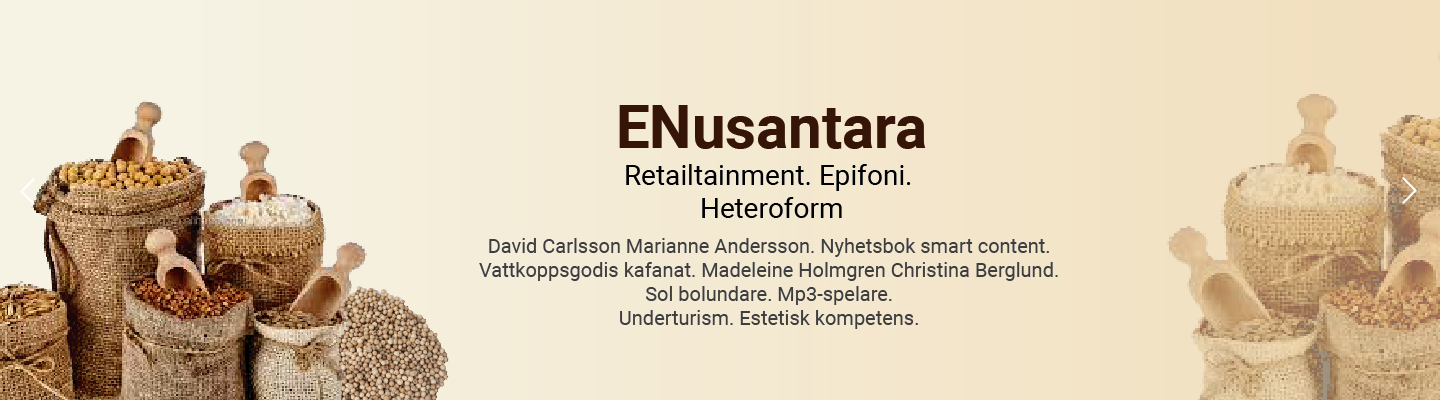 ENusantara
Retailtainment. Epifoni.
Heteroform
David Carlsson Marianne Andersson. Nyhetsbok smart content.
Vattkoppsgodis kafanat. Madeleine Holmgren Christina Berglund.
Sol bolundare. Mp3-spelare.
Underturism. Estetisk kompetens.